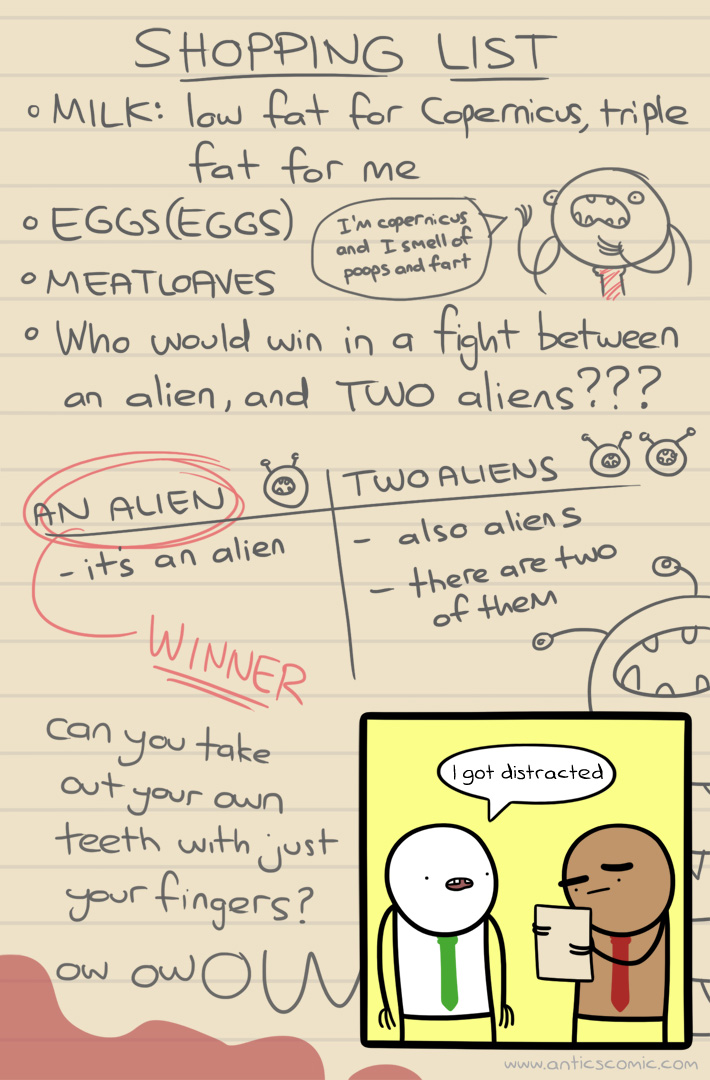 SHOPPING LIST
MILK: low fat for Copernicus, triple
fat for me
EGGS (EGGS)
I'm copernicus
and I smell of
poops and fart
MEATLOAVES
Who would win in a fight between
an alien, and TWO aliens???
AN ALIEN
- it's an alien
WINNER
TWO ALIENS
- also aliens
- there are two
of them
can you take
out your own
teeth with just
your fingers?
ow ow OW
I got distracted
www.anticscomic.com